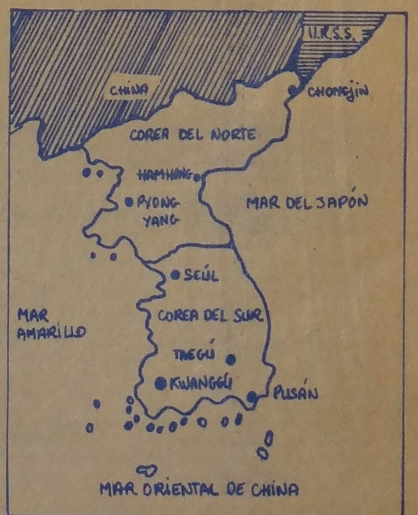 U.R.S.S.
CHINA
CHOMGJIN
COREA DEL NORTE
HAMHUNG
PYONG
YANG
MAR DEL JAPÓN
SEÚL
MAR
AMARILLO
COREA DEL SUR
TAEGÚ
KWANGGÚ
PUSÁN
MAR ORIENTAL DE CHINA